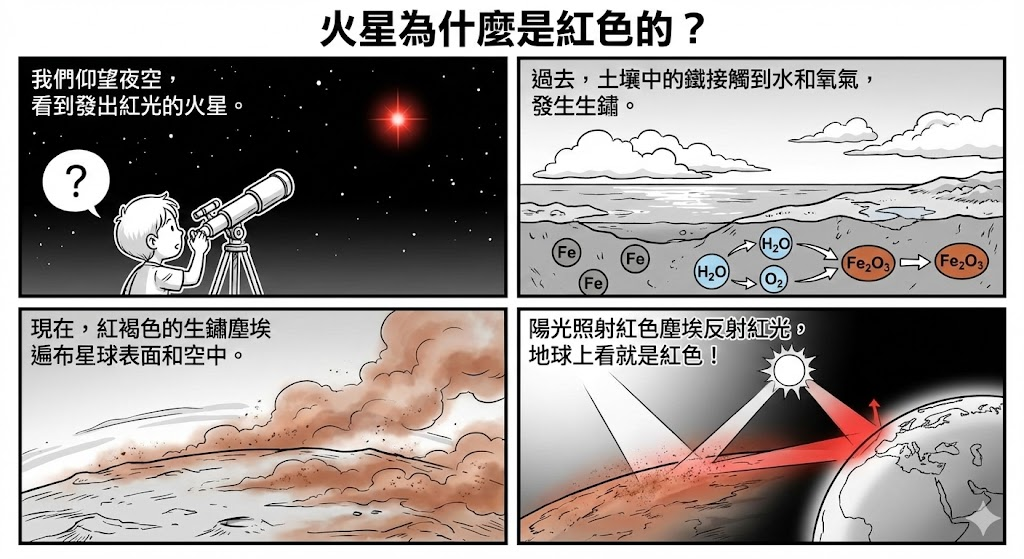 火星為什麼是紅色的？
我們仰望夜空，
看到發出紅光的火星。
?
過去，土壤中的鐵接觸到水和氧氣，
發生生鏽。
Fe
Fe
Fe
H₂O
H₂O
O₂
Fe₂O₃
Fe₂O₃
現在，紅褐色的生鏽塵埃
遍布星球表面和空中。
陽光照射紅色塵埃反射紅光，
地球上看就是紅色！